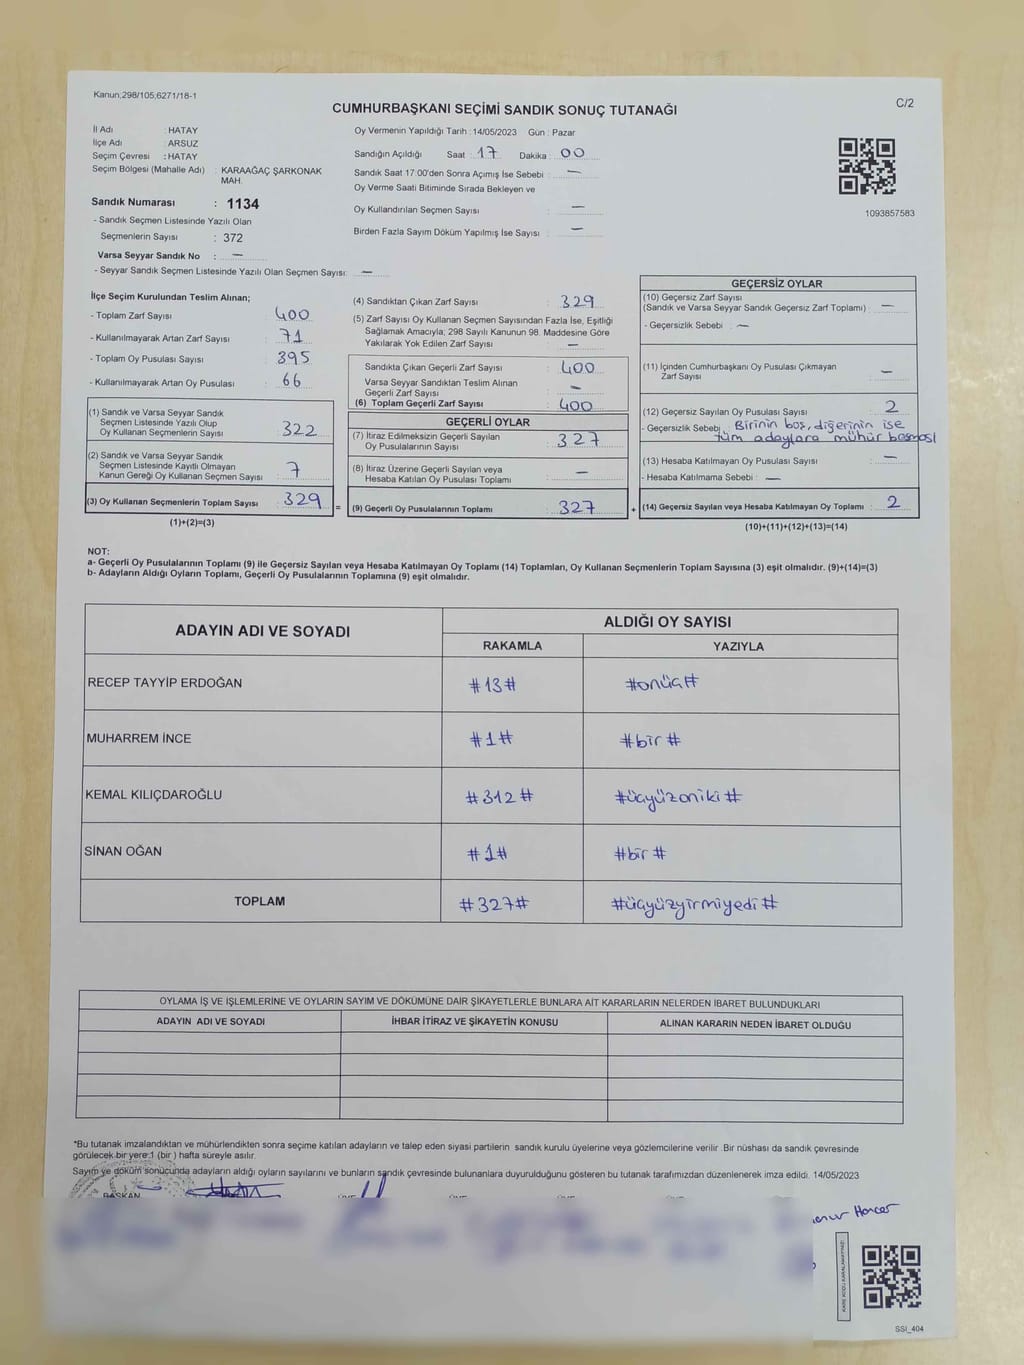 Kanun;298/105;6271/18-1
CUMHURBAŞKANI SEÇİMİ SANDIK SONUÇ TUTANAĞI
C/2
İl Adı : HATAY
İlçe Adı : ARSUZ
Seçim Çevresi : HATAY
Seçim Bölgesi (Mahalle Adı) : KARAAĞAÇ ŞARKONAK
MAH.
Sandık Numarası : 1134
- Sandık Seçmen Listesinde Yazılı Olan
Seçmenlerin Sayısı : 372
Varsa Seyyar Sandık No : —
- Seyyar Sandık Seçmen Listesinde Yazılı Olan Seçmen Sayısı: —
Oy Vermenin Yapıldığı Tarih : 14/05/2023 Gün : Pazar
Sandığın Açıldığı Saat : 17 Dakika : 00
Sandık Saat 17:00'den Sonra Açımış İse Sebebi : —
Oy Verme Saati Bitiminde Sırada Bekleyen ve
Oy Kullandırılan Seçmen Sayısı : —
Birden Fazla Sayım Döküm Yapılmış İse Sayısı : —
1093857583
İlçe Seçim Kurulundan Teslim Alınan;
- Toplam Zarf Sayısı : 400
- Kullanılmayarak Artan Zarf Sayısı : 71
- Toplam Oy Pusulası Sayısı : 395
- Kullanılmayarak Artan Oy Pusulası : 66
(1) Sandık ve Varsa Seyyar Sandık
Seçmen Listesinde Yazılı Olup
Oy Kullanan Seçmenlerin Sayısı : 322
(2) Sandık ve Varsa Seyyar Sandık
Seçmen Listesinde Kayıtlı Olmayan
Kanun Gereği Oy Kullanan Seçmen Sayısı : 7
(3) Oy Kullanan Seçmenlerin Toplam Sayısı : 329
(1)+(2)=(3)
(4) Sandıktan Çıkan Zarf Sayısı : 329
(5) Zarf Sayısı Oy Kullanan Seçmen Sayısından Fazla İse, Eşitliği
Sağlamak Amacıyla; 298 Sayılı Kanunun 98. Maddesine Göre
Yakılarak Yok Edilen Zarf Sayısı : —
Sandıkta Çıkan Geçerli Zarf Sayısı : 400
Varsa Seyyar Sandıktan Teslim Alınan
Geçerli Zarf Sayısı : —
(6) Toplam Geçerli Zarf Sayısı : 400
GEÇERLİ OYLAR
(7) İtiraz Edilmeksizin Geçerli Sayılan
Oy Pusulalarının Sayısı : 327
(8) İtiraz Üzerine Geçerli Sayılan veya
Hesaba Katılan Oy Pusulası Toplamı : —
= (9) Geçerli Oy Pusulalarının Toplamı : 327
GEÇERSİZ OYLAR
(10) Geçersiz Zarf Sayısı
(Sandık ve Varsa Seyyar Sandık Geçersiz Zarf Toplamı) : —
- Geçersizlik Sebebi : —
(11) İçinden Cumhurbaşkanı Oy Pusulası Çıkmayan
Zarf Sayısı : —
(12) Geçersiz Sayılan Oy Pusulası Sayısı : 2
- Geçersizlik Sebebi : Birinin boş, diğerinin ise
tüm adaylara mühür basması
(13) Hesaba Katılmayan Oy Pusulası Sayısı : —
- Hesaba Katılmama Sebebi : —
+ (14) Geçersiz Sayılan veya Hesaba Katılmayan Oy Toplamı : 2
(10)+(11)+(12)+(13)=(14)
NOT:
a- Geçerli Oy Pusulalarının Toplamı (9) ile Geçersiz Sayılan veya Hesaba Katılmayan Oy Toplamı (14) Toplamları, Oy Kullanan Seçmenlerin Toplam Sayısına (3) eşit olmalıdır. (9)+(14)=(3)
b- Adayların Aldığı Oyların Toplamı, Geçerli Oy Pusulalarının Toplamına (9) eşit olmalıdır.
ADAYIN ADI VE SOYADI ALDIĞI OY SAYISI
RAKAMLA YAZIYLA
RECEP TAYYİP ERDOĞAN #13# #onüç#
MUHARREM İNCE #1# #bir#
KEMAL KILIÇDAROĞLU #312# #üçyüzoniki#
SİNAN OĞAN #1# #bir#
TOPLAM #327# #üçyüzyirmiyedi#
OYLAMA İŞ VE İŞLEMLERİNE VE OYLARIN SAYIM VE DÖKÜMÜNE DAİR ŞİKAYETLERLE BUNLARA AİT KARARLARIN NELERDEN İBARET BULUNDUKLARI
ADAYIN ADI VE SOYADI İHBAR İTİRAZ VE ŞİKAYETİN KONUSU ALINAN KARARIN NEDEN İBARET OLDUĞU
*Bu tutanak imzalandıktan ve mühürlendikten sonra seçime katılan adayların ve talep eden siyasi partilerin sandık kurulu üyelerine veya gözlemcilerine verilir. Bir nüshası da sandık çevresinde
görülecek bir yere 1 (bir) hafta süreyle asılır.
Sayım ve döküm sonucunda adayların aldığı oyların sayılarını ve bunların sandık çevresinde bulunanlara duyurulduğunu gösteren bu tutanak tarafımızdan düzenlenerek imza edildi. 14/05/2023
BAŞKAN
SSI_404